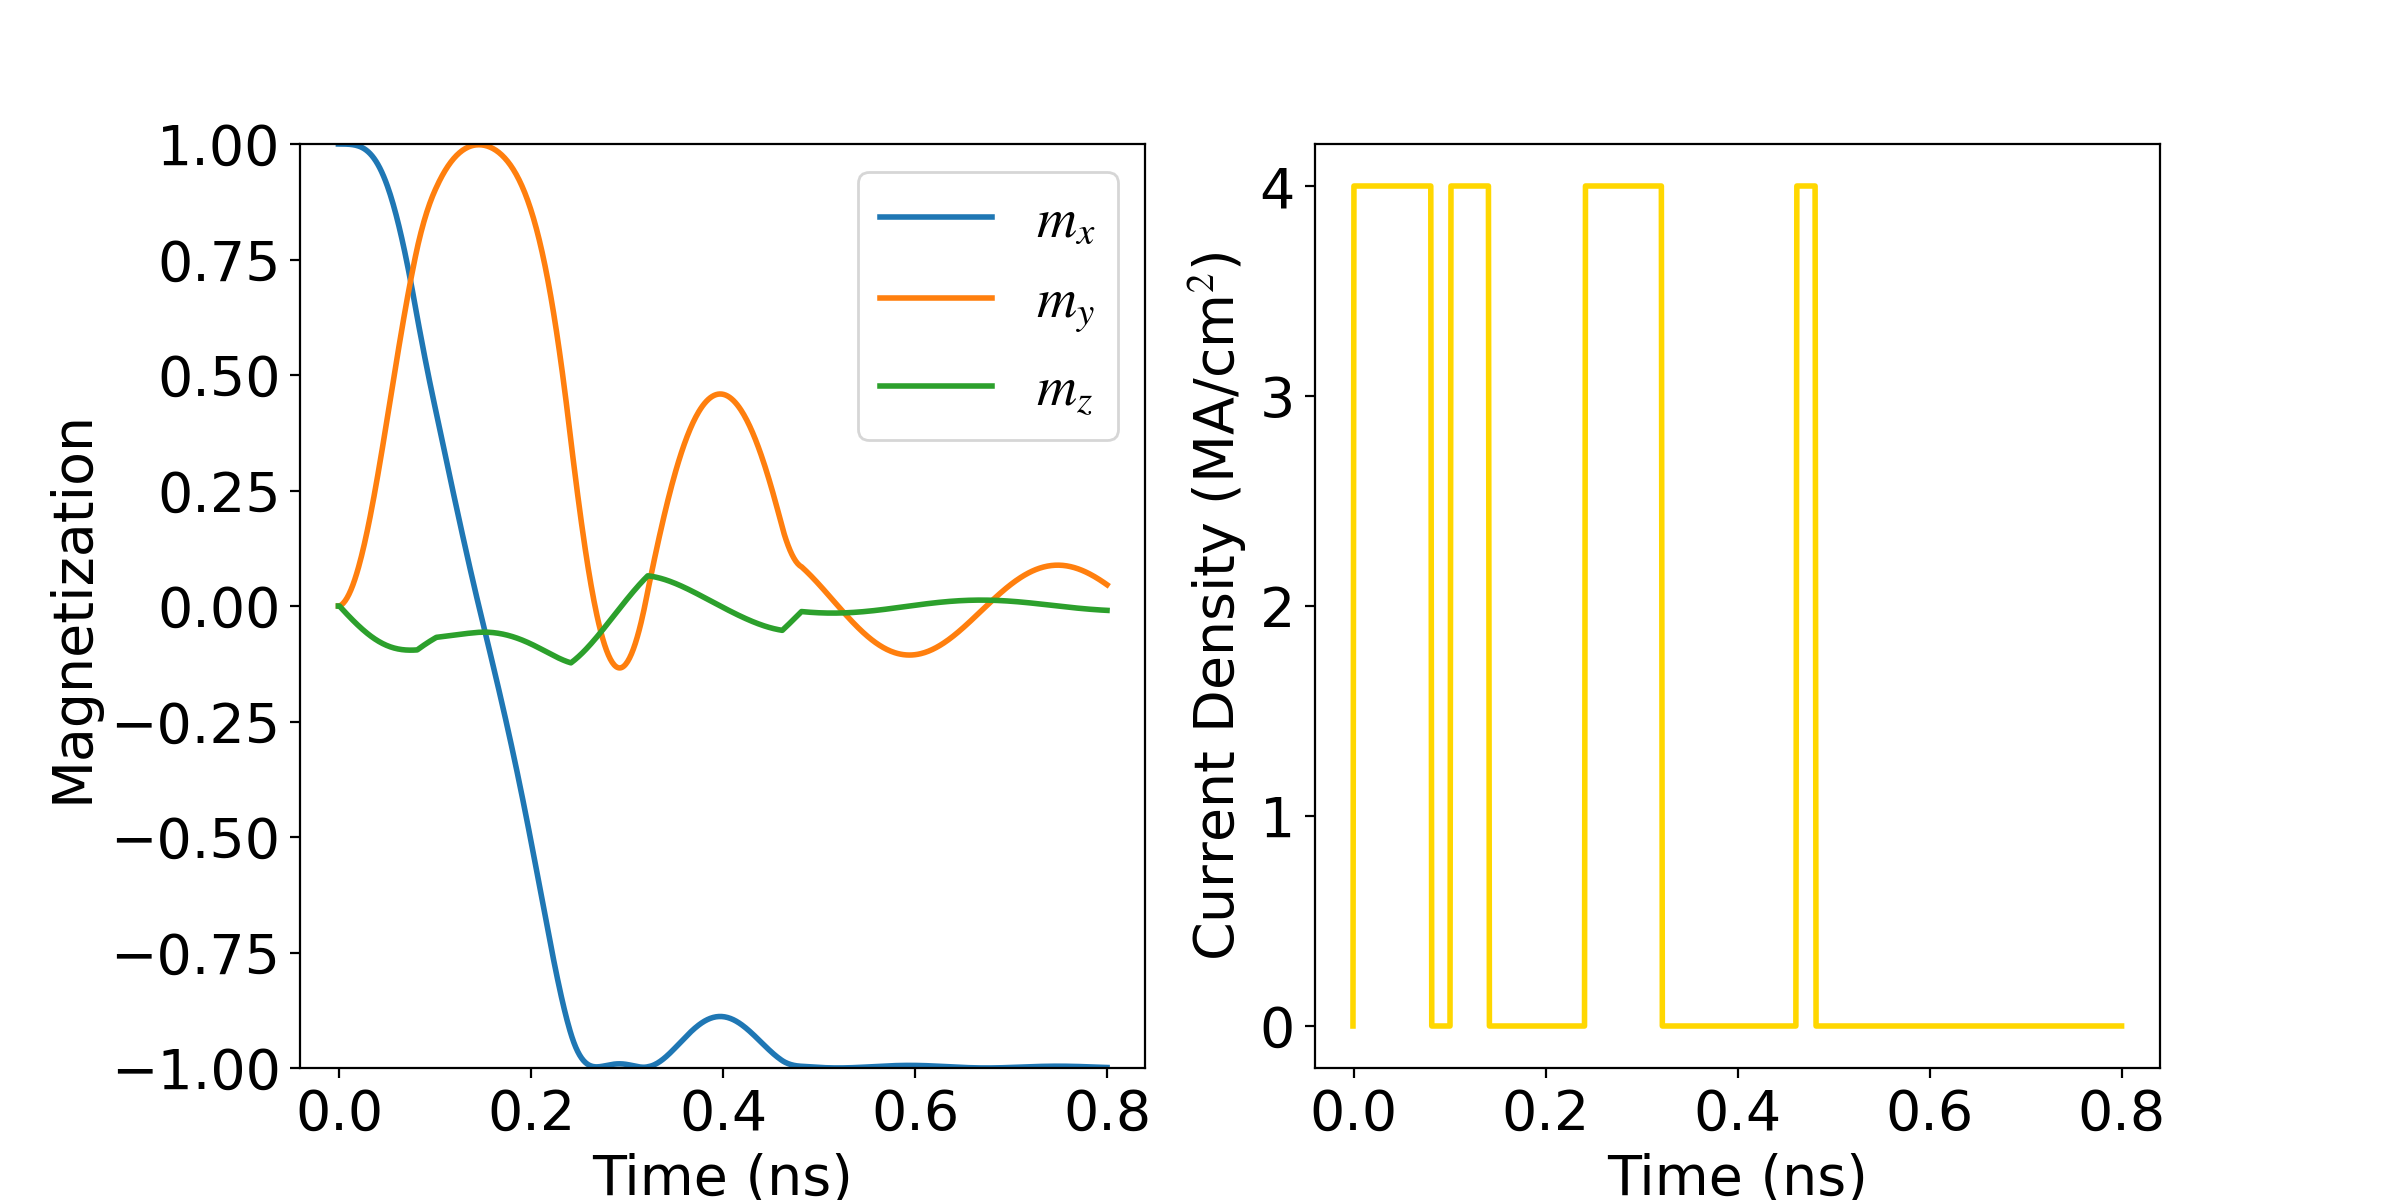 Magnetization
1.00
0.75
0.50
0.25
0.00
−0.25
−0.50
−0.75
−1.00
0.0 0.2 0.4 0.6 0.8
Time (ns)
m_x
m_y
m_z
Current Density (MA/cm²)
4
3
2
1
0
0.0 0.2 0.4 0.6 0.8
Time (ns)